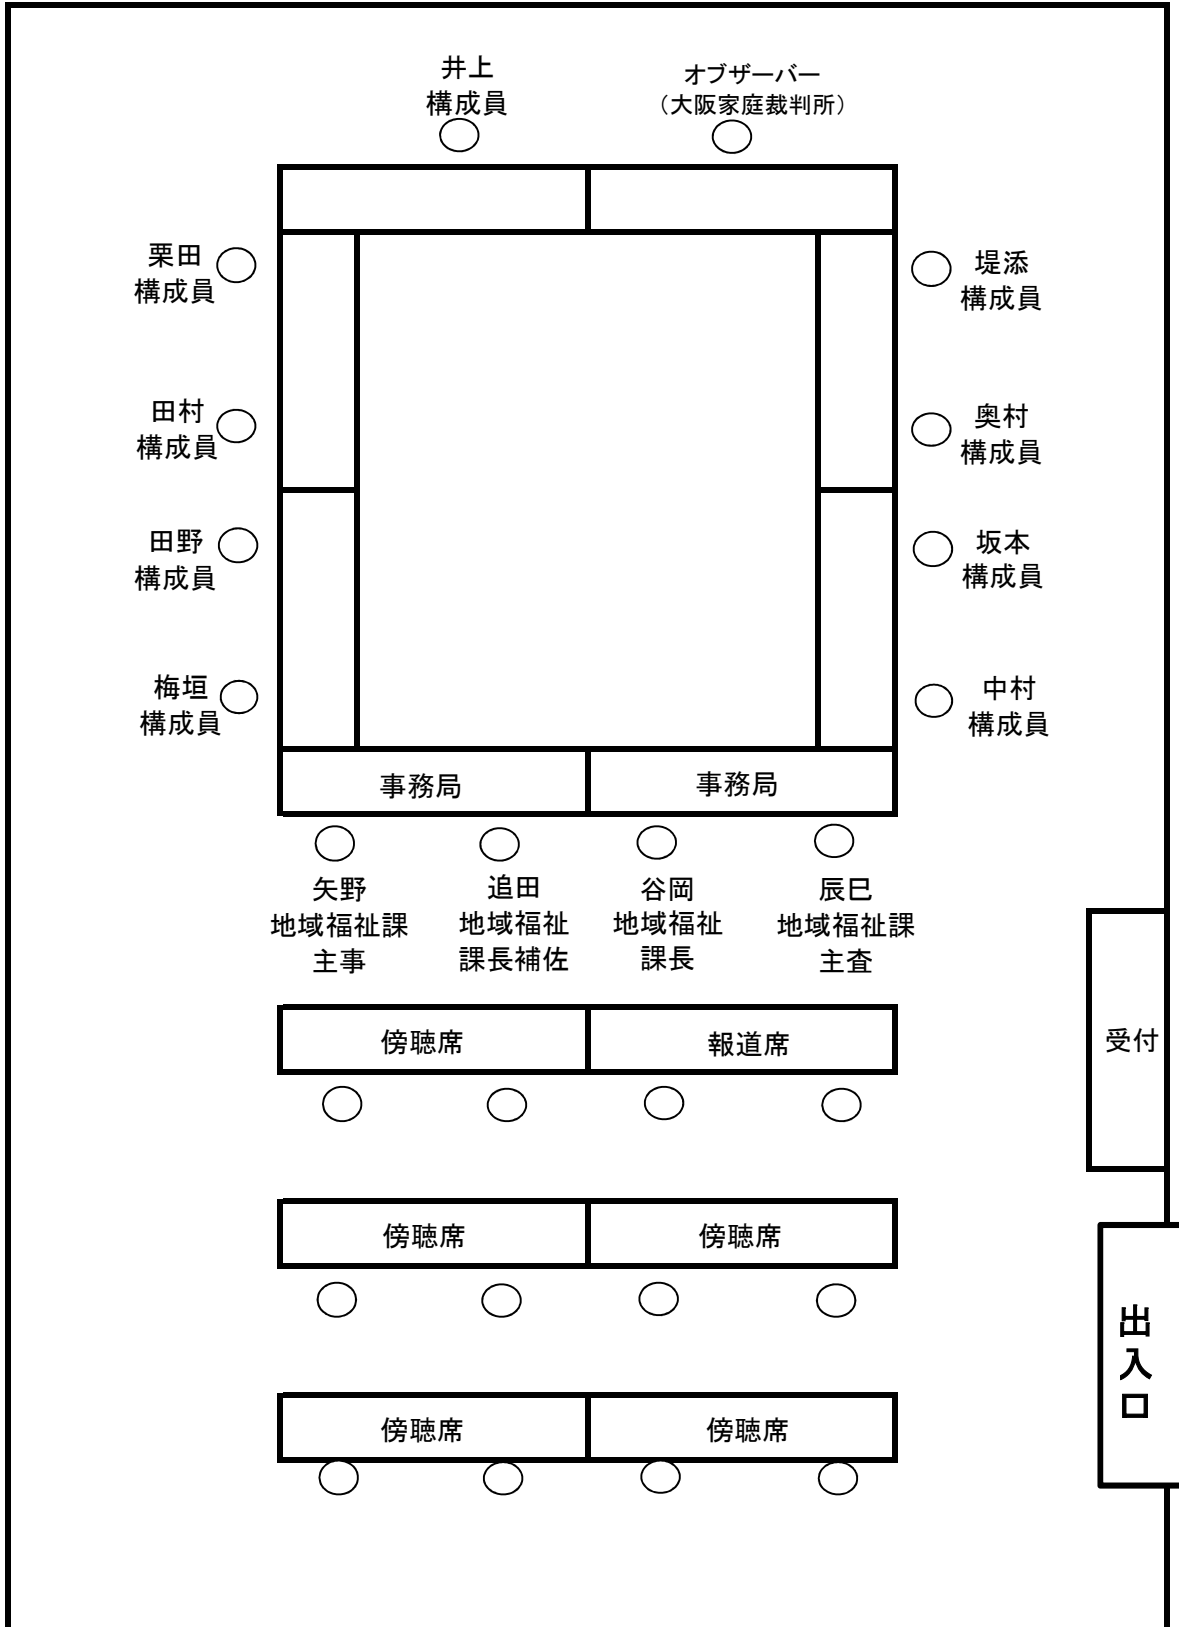 井上
構成員
オブザーバー
（大阪家庭裁判所）
栗田
構成員
堤添
構成員
田村
構成員
奥村
構成員
田野
構成員
坂本
構成員
梅垣
構成員
中村
構成員
事務局
事務局
矢野
地域福祉課
主事
追田
地域福祉
課長補佐
谷岡
地域福祉
課長
辰巳
地域福祉課
主査
傍聴席
報道席
受付
傍聴席
傍聴席
出入口
傍聴席
傍聴席